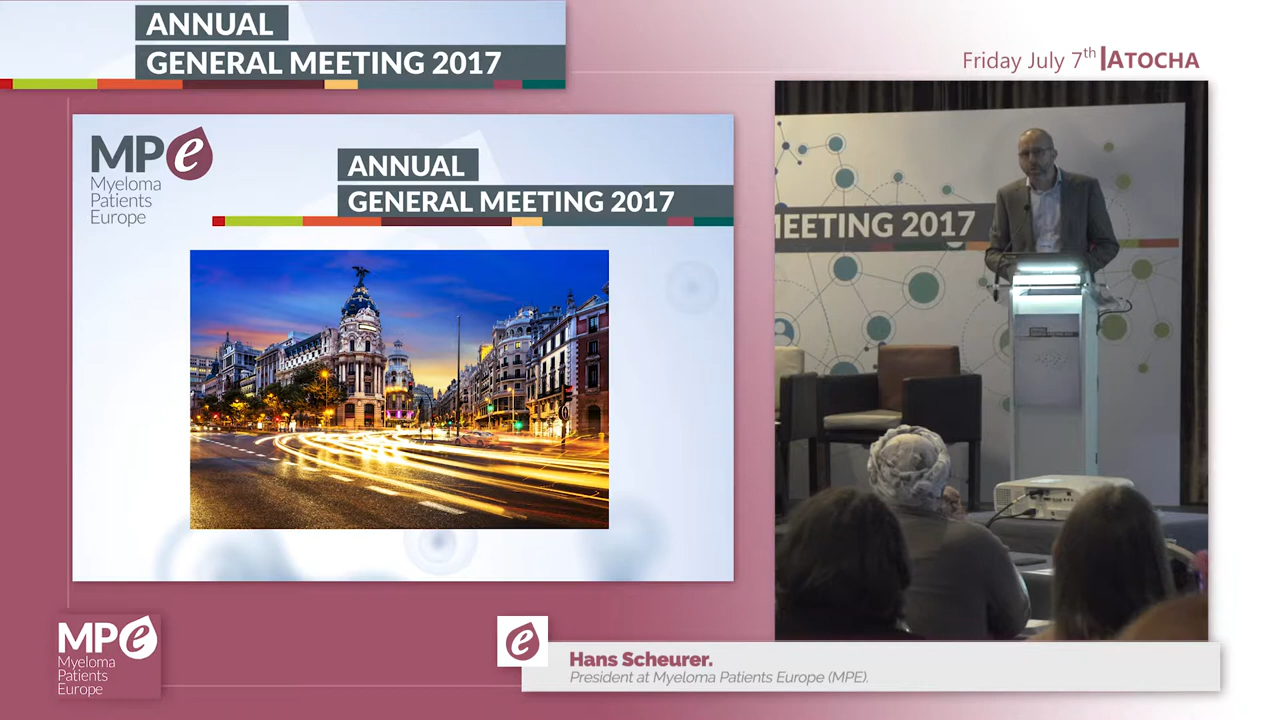 ANNUAL
GENERAL MEETING 2017
Friday July 7th | ATOCHA
MPe
Myeloma
Patients
Europe
ANNUAL
GENERAL MEETING 2017
MEETING 2017
MPe
Myeloma
Patients
Europe
e
Hans Scheurer.
President at Myeloma Patients Europe (MPE).